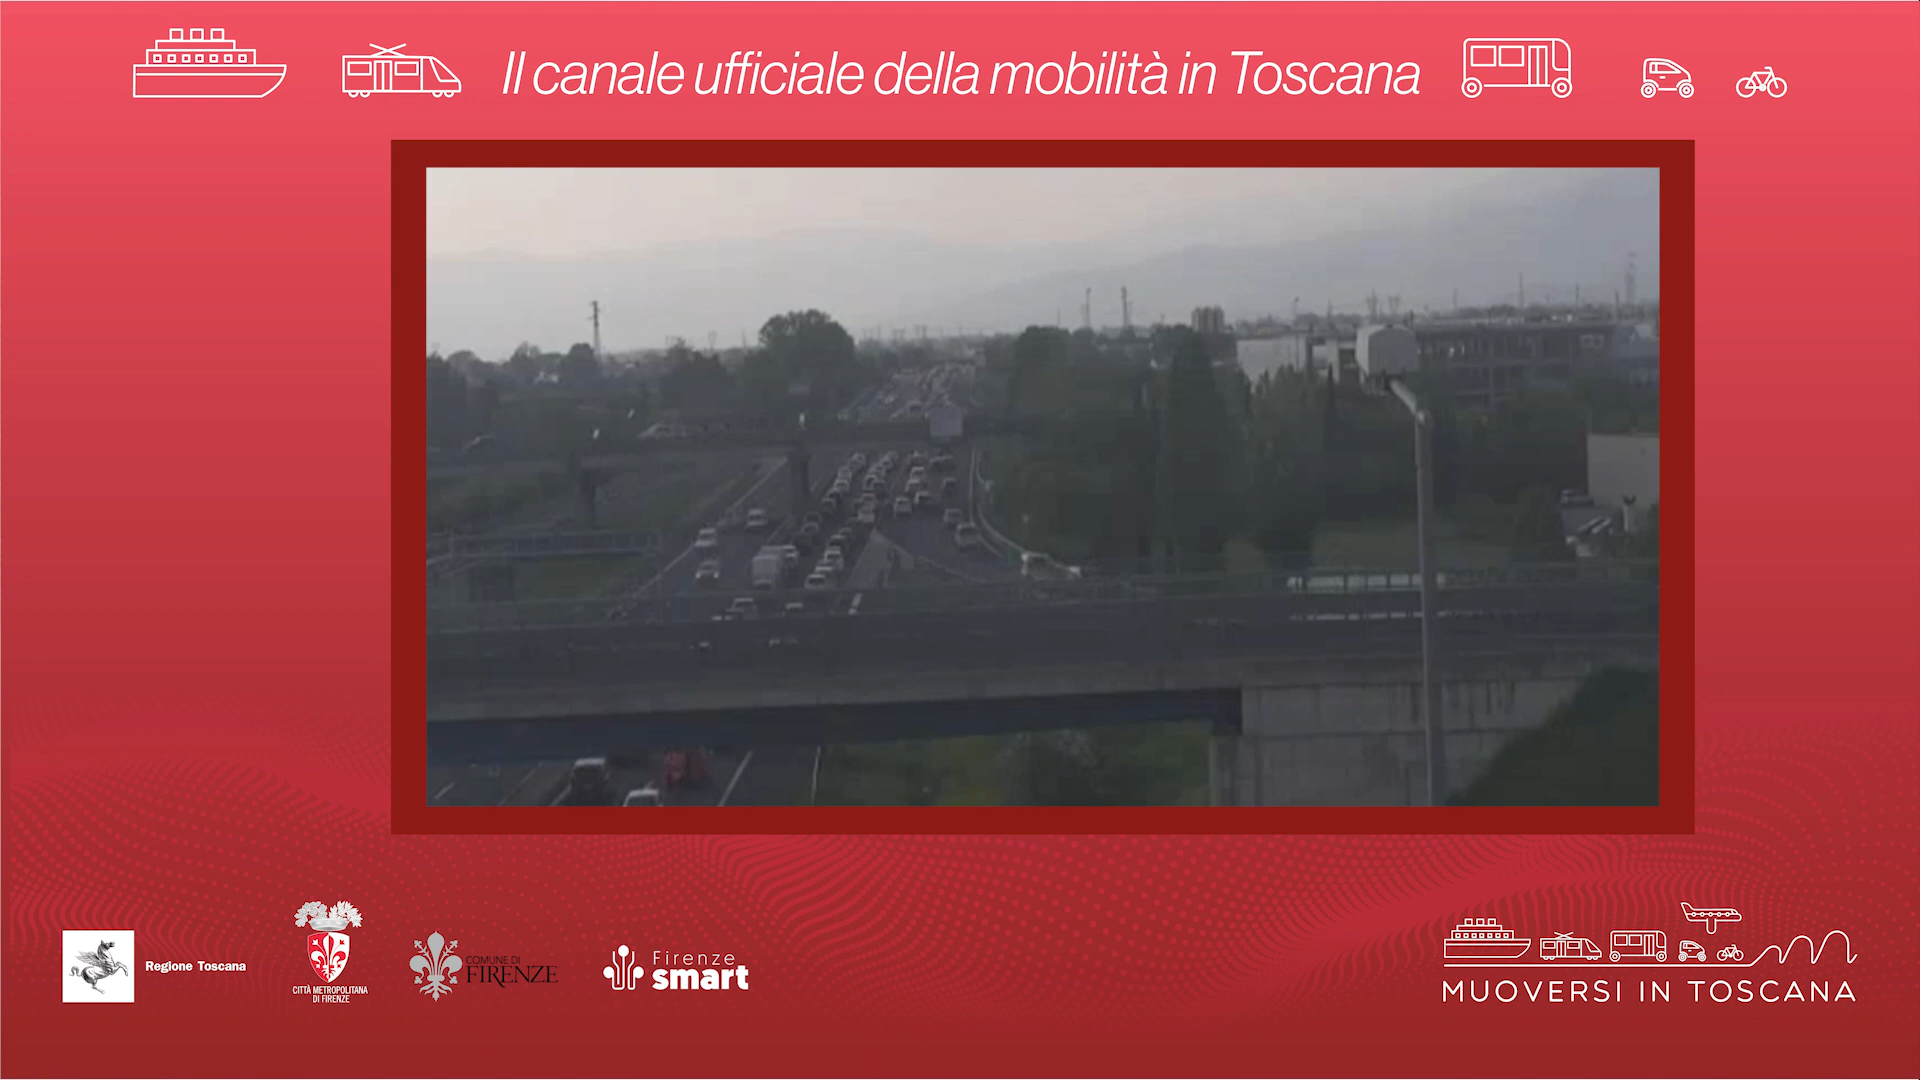 Il canale ufficiale della mobilità in Toscana
Regione Toscana
CITTÀ METROPOLITANA
DI FIRENZE
COMUNE DI
FIRENZE
Firenze
smart
MUOVERSI IN TOSCANA